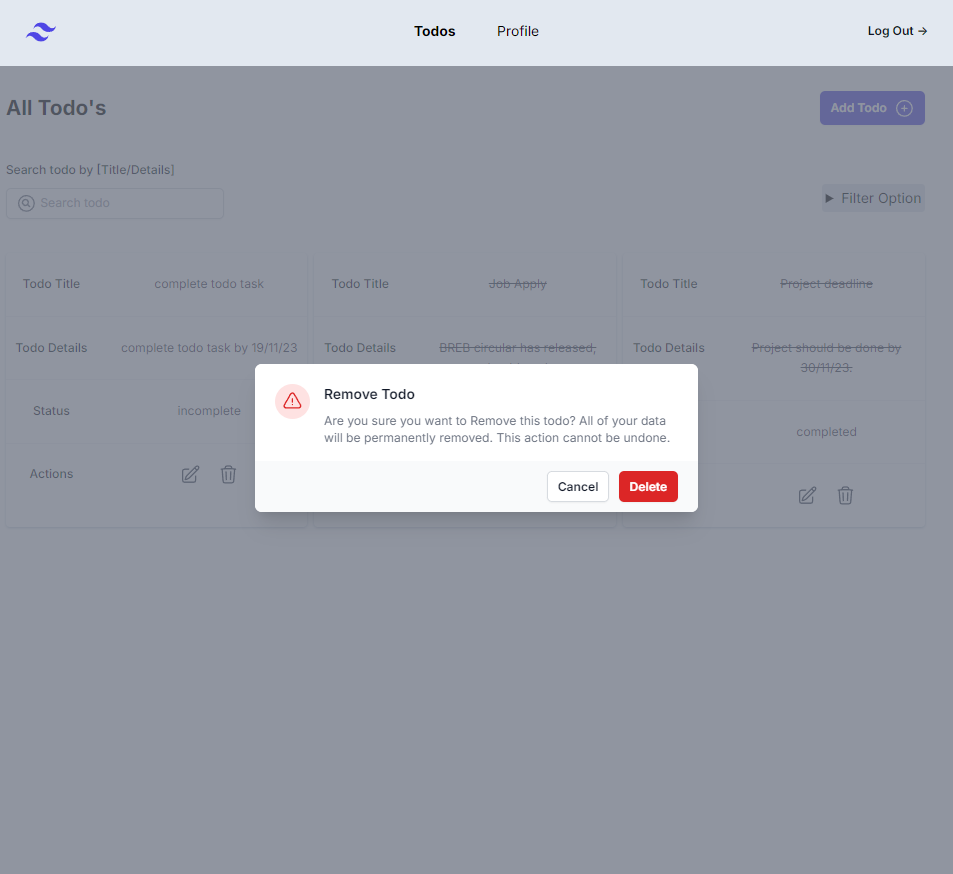 Todos
Profile
Log Out →
All Todo's
Add Todo
Search todo by [Title/Details]
Search todo
Filter Option
Todo Title
complete todo task
Todo Details
complete todo task by 19/11/23
Status
incomplete
Actions
Todo Title
Job Apply
Todo Details
BREB circular has released,
Todo Title
Project deadline
Todo Details
Project should be done by
30/11/23.
completed
Remove Todo
Are you sure you want to Remove this todo? All of your data
will be permanently removed. This action cannot be undone.
Cancel
Delete